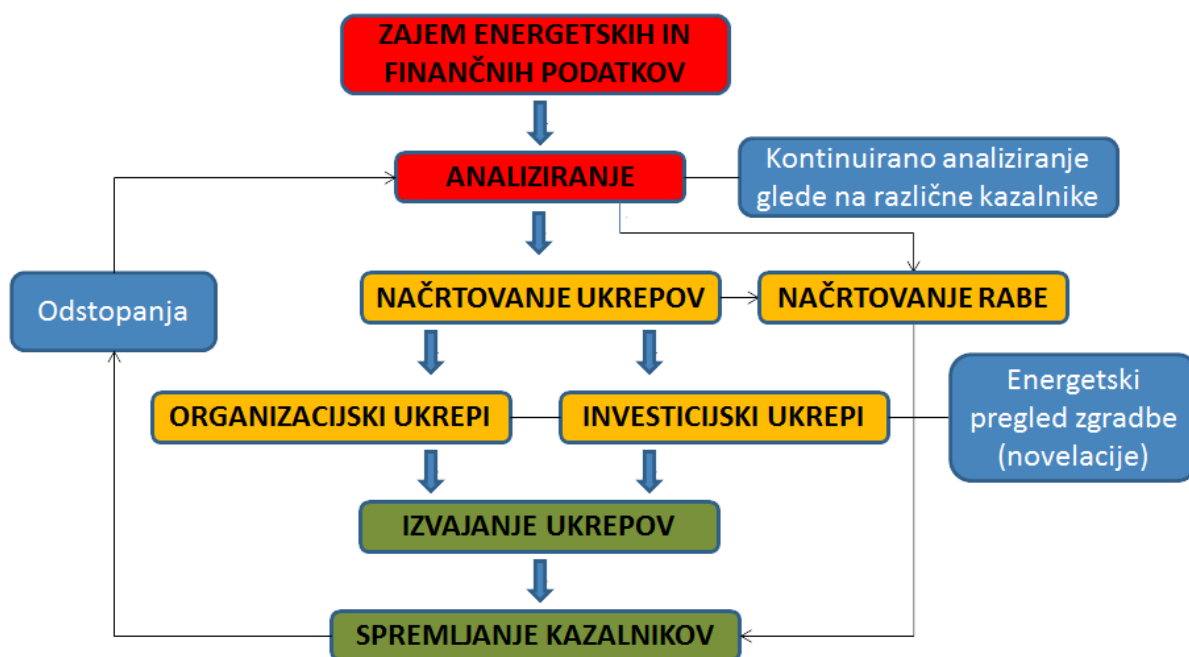 ZAJEM ENERGETSKIH IN
FINANČNIH PODATKOV
ANALIZIRANJE
Kontinuirano analiziranje
glede na različne kazalnike
Odstopanja
NAČRTOVANJE UKREPOV
NAČRTOVANJE RABE
ORGANIZACIJSKI UKREPI
INVESTICIJSKI UKREPI
Energetski
pregled zgradbe
(novelacije)
IZVAJANJE UKREPOV
SPREMLJANJE KAZALNIKOV